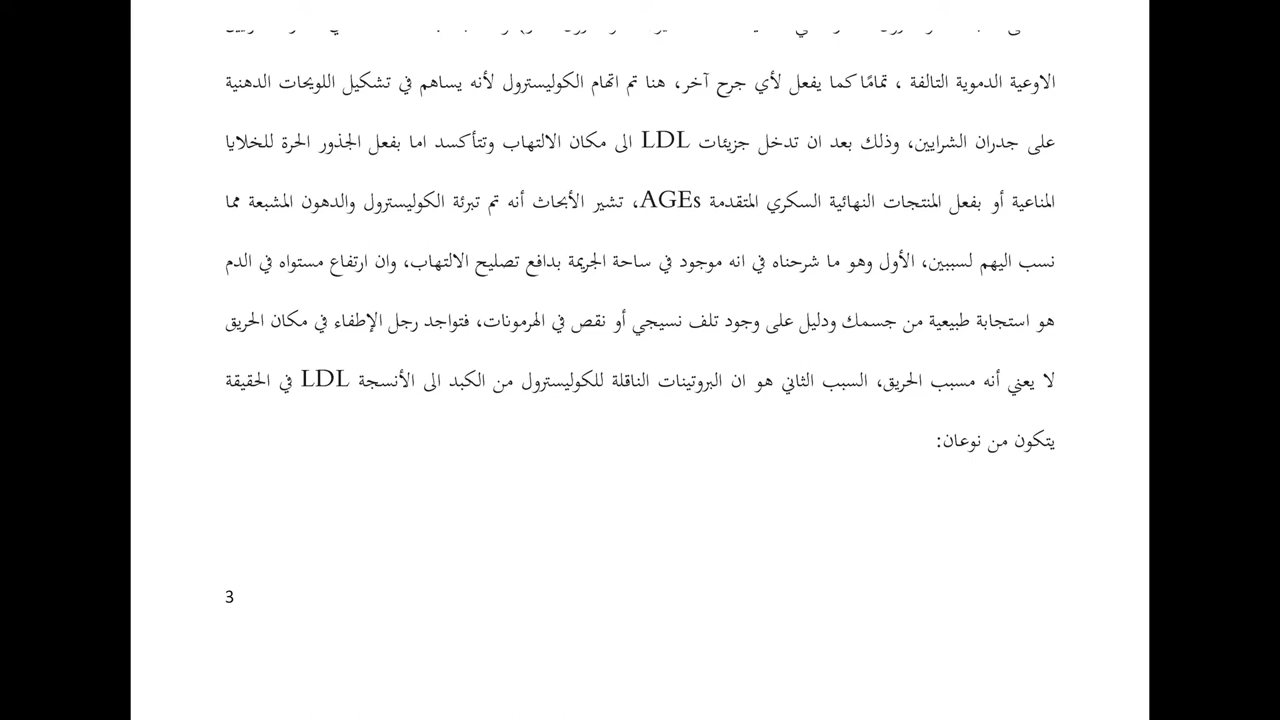 الاوعية الدموية التالفة ، تمامًا كما يفعل لأي جرح آخر، هنا تم اتهام الكوليسترول لأنه يساهم في تشكيل اللويحات الدهنية
على جدران الشرايين، وذلك بعد ان تدخل جزيئات LDL الى مكان الالتهاب وتتأكسد اما بفعل الجذور الحرة للخلايا
المناعية أو بفعل المنتجات النهائية السكري المتقدمة AGEs، تشير الأبحاث أنه تم تبرئة الكوليسترول والدهون المشبعة مما
نسب اليهم لسببين، الأول وهو ما شرحناه في انه موجود في ساحة الجريمة بدافع تصليح الالتهاب، وان ارتفاع مستواه في الدم
هو استجابة طبيعية من جسمك ودليل على وجود تلف نسيجي أو نقص في الهرمونات، فتواجد رجل الإطفاء في مكان الحريق
لا يعني أنه مسبب الحريق، السبب الثاني هو ان البروتينات الناقلة للكوليسترول من الكبد الى الأنسجة LDL في الحقيقة
يتكون من نوعان:
3